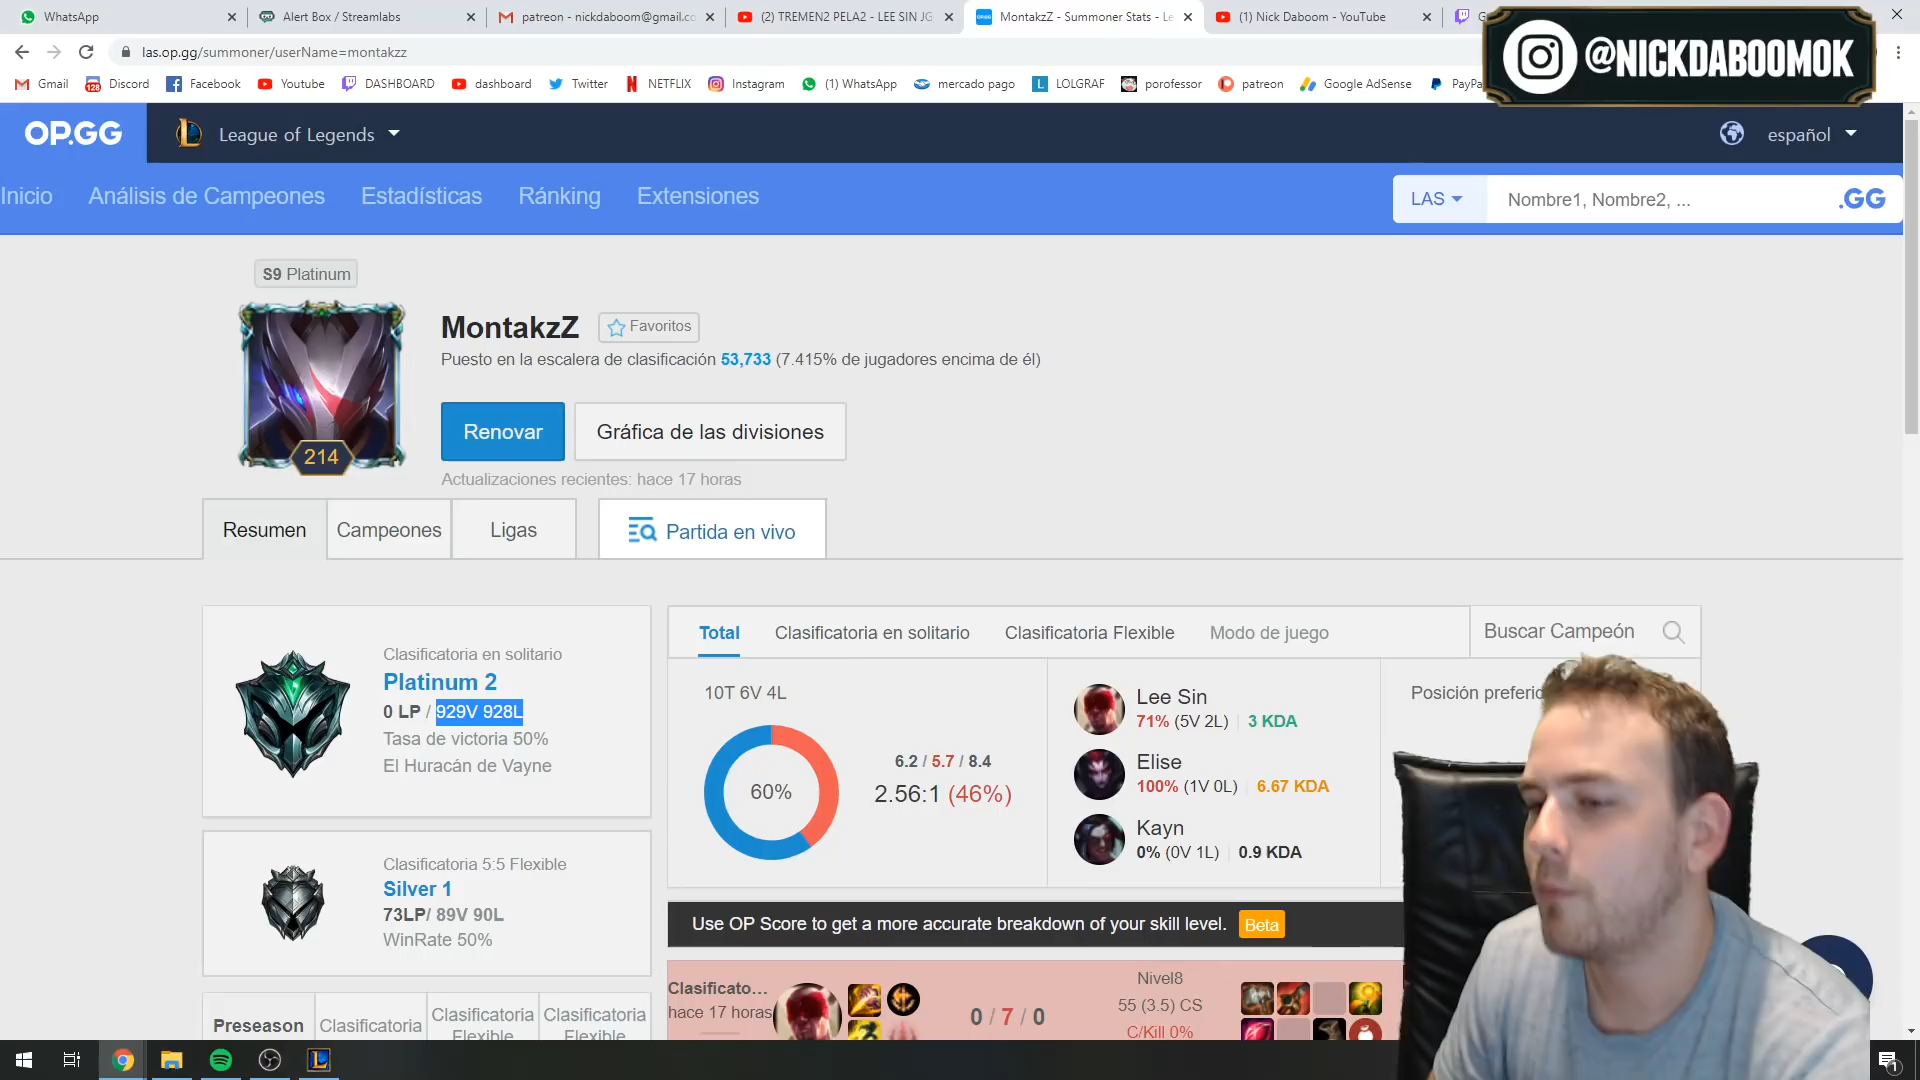 WhatsApp
Alert Box / Streamlabs
patreon - nickdaboom@gmail.co
(2) TREMEN2 PELA2 - LEE SIN JG
MontakzZ - Summoner Stats - Le
(1) Nick Daboom - YouTube
las.op.gg/summoner/userName=montakzz
@NICKDABOOMOK
Gmail
128
Discord
Facebook
Youtube
DASHBOARD
dashboard
Twitter
NETFLIX
Instagram
(1) WhatsApp
mercado pago
LOLGRAF
porofessor
patreon
Google AdSense
PayPa
OP.GG
League of Legends
español
Inicio
Análisis de Campeones
Estadísticas
Ránking
Extensiones
LAS
Nombre1, Nombre2, ...
.GG
S9 Platinum
MontakzZ
Favoritos
Puesto en la escalera de clasificación 53,733 (7.415% de jugadores encima de él)
214
Renovar
Gráfica de las divisiones
Actualizaciones recientes: hace 17 horas
Resumen
Campeones
Ligas
Partida en vivo
Clasificatoria en solitario
Platinum 2
0 LP / 929V 928L
Tasa de victoria 50%
El Huracán de Vayne
Clasificatoria 5:5 Flexible
Silver 1
73LP/ 89V 90L
WinRate 50%
Preseason
Clasificatoria
Clasificatoria Flexible
Clasificatoria Flexible
Total
Clasificatoria en solitario
Clasificatoria Flexible
Modo de juego
Buscar Campeón
10T 6V 4L
60%
6.2 / 5.7 / 8.4
2.56:1 (46%)
Lee Sin
71% (5V 2L) 3 KDA
Elise
100% (1V 0L) 6.67 KDA
Kayn
0% (0V 1L) 0.9 KDA
Posición preferid
Use OP Score to get a more accurate breakdown of your skill level.
Beta
Clasificato...
hace 17 horas
0 / 7 / 0
Nivel8
55 (3.5) CS
C/Kill 0%
1